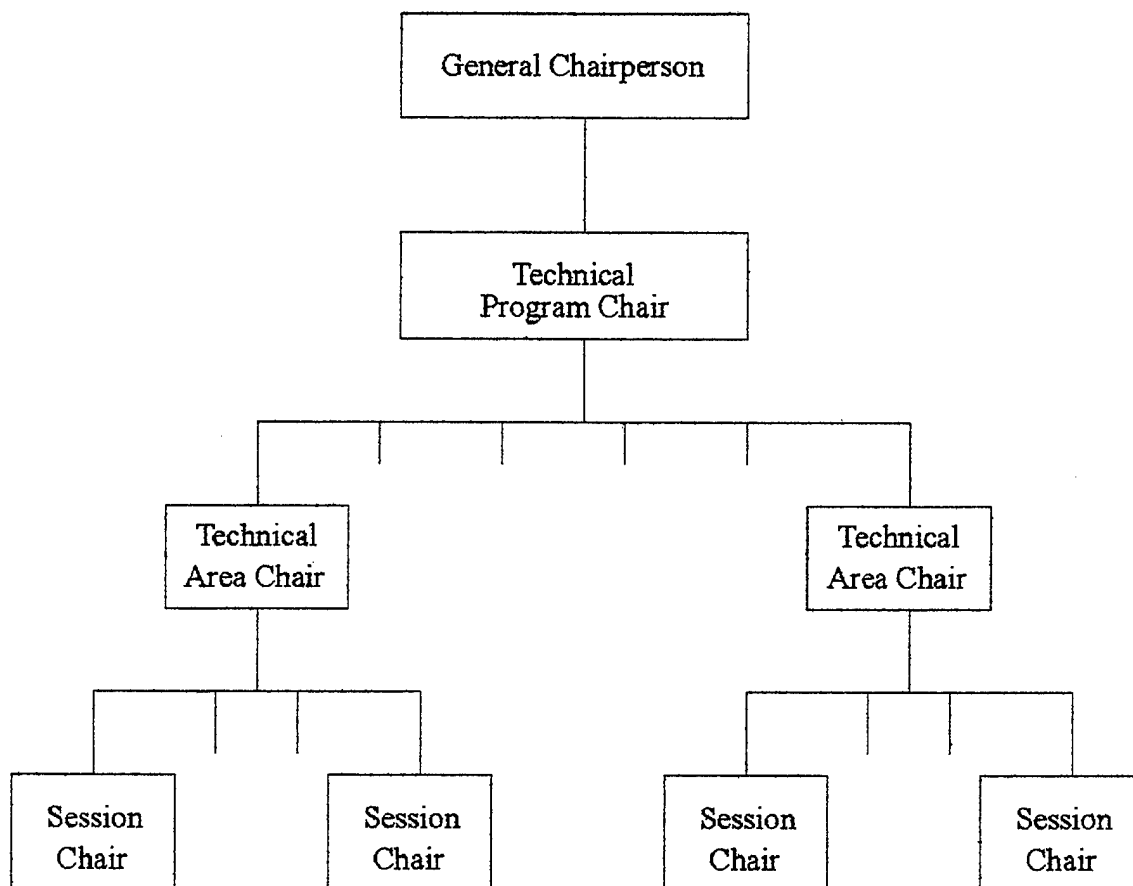 General Chairperson
Technical
Program Chair
Technical
Area Chair
Technical
Area Chair
Session
Chair
Session
Chair
Session
Chair
Session
Chair